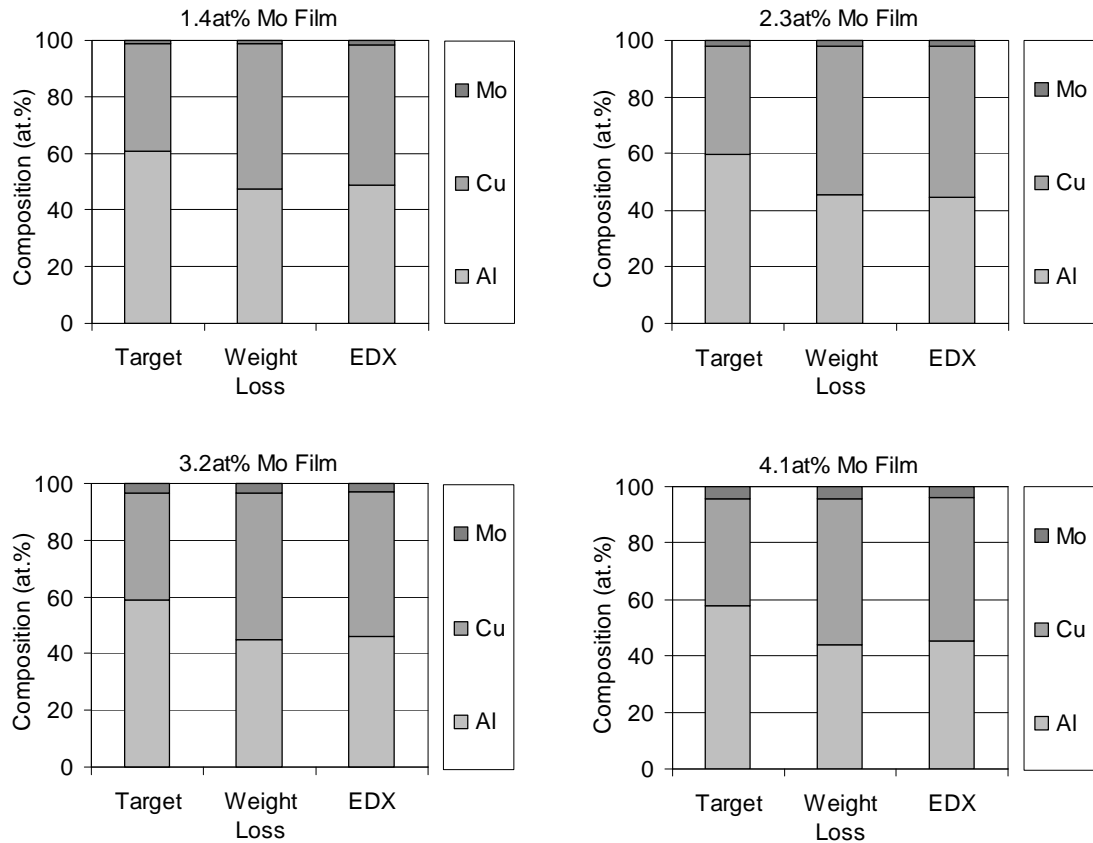 1.4at% Mo Film
100
80
60
40
20
0
Composition (at.%)
Target
Weight Loss
EDX
Mo
Cu
Al
2.3at% Mo Film
100
80
60
40
20
0
Composition (at.%)
Target
Weight Loss
EDX
Mo
Cu
Al
3.2at% Mo Film
100
80
60
40
20
0
Composition (at.%)
Target
Weight Loss
EDX
Mo
Cu
Al
4.1at% Mo Film
100
80
60
40
20
0
Composition (at.%)
Target
Weight Loss
EDX
Mo
Cu
Al